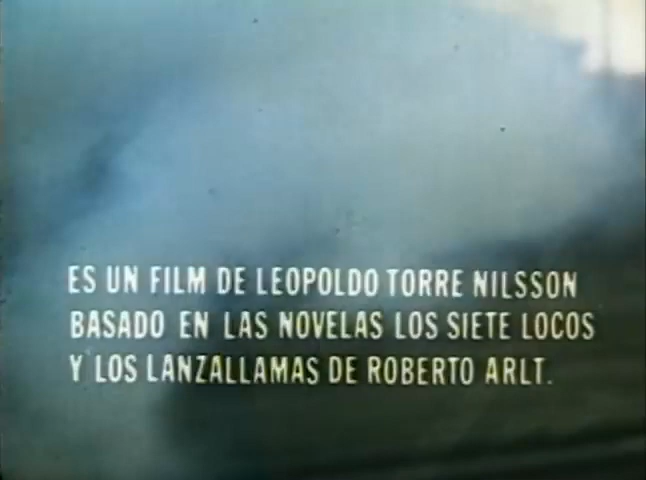 ES UN FILM DE LEOPOLDO TORRE NILSSON
BASADO EN LAS NOVELAS LOS SIETE LOCOS
Y LOS LANZALLAMAS DE ROBERTO ARLT.